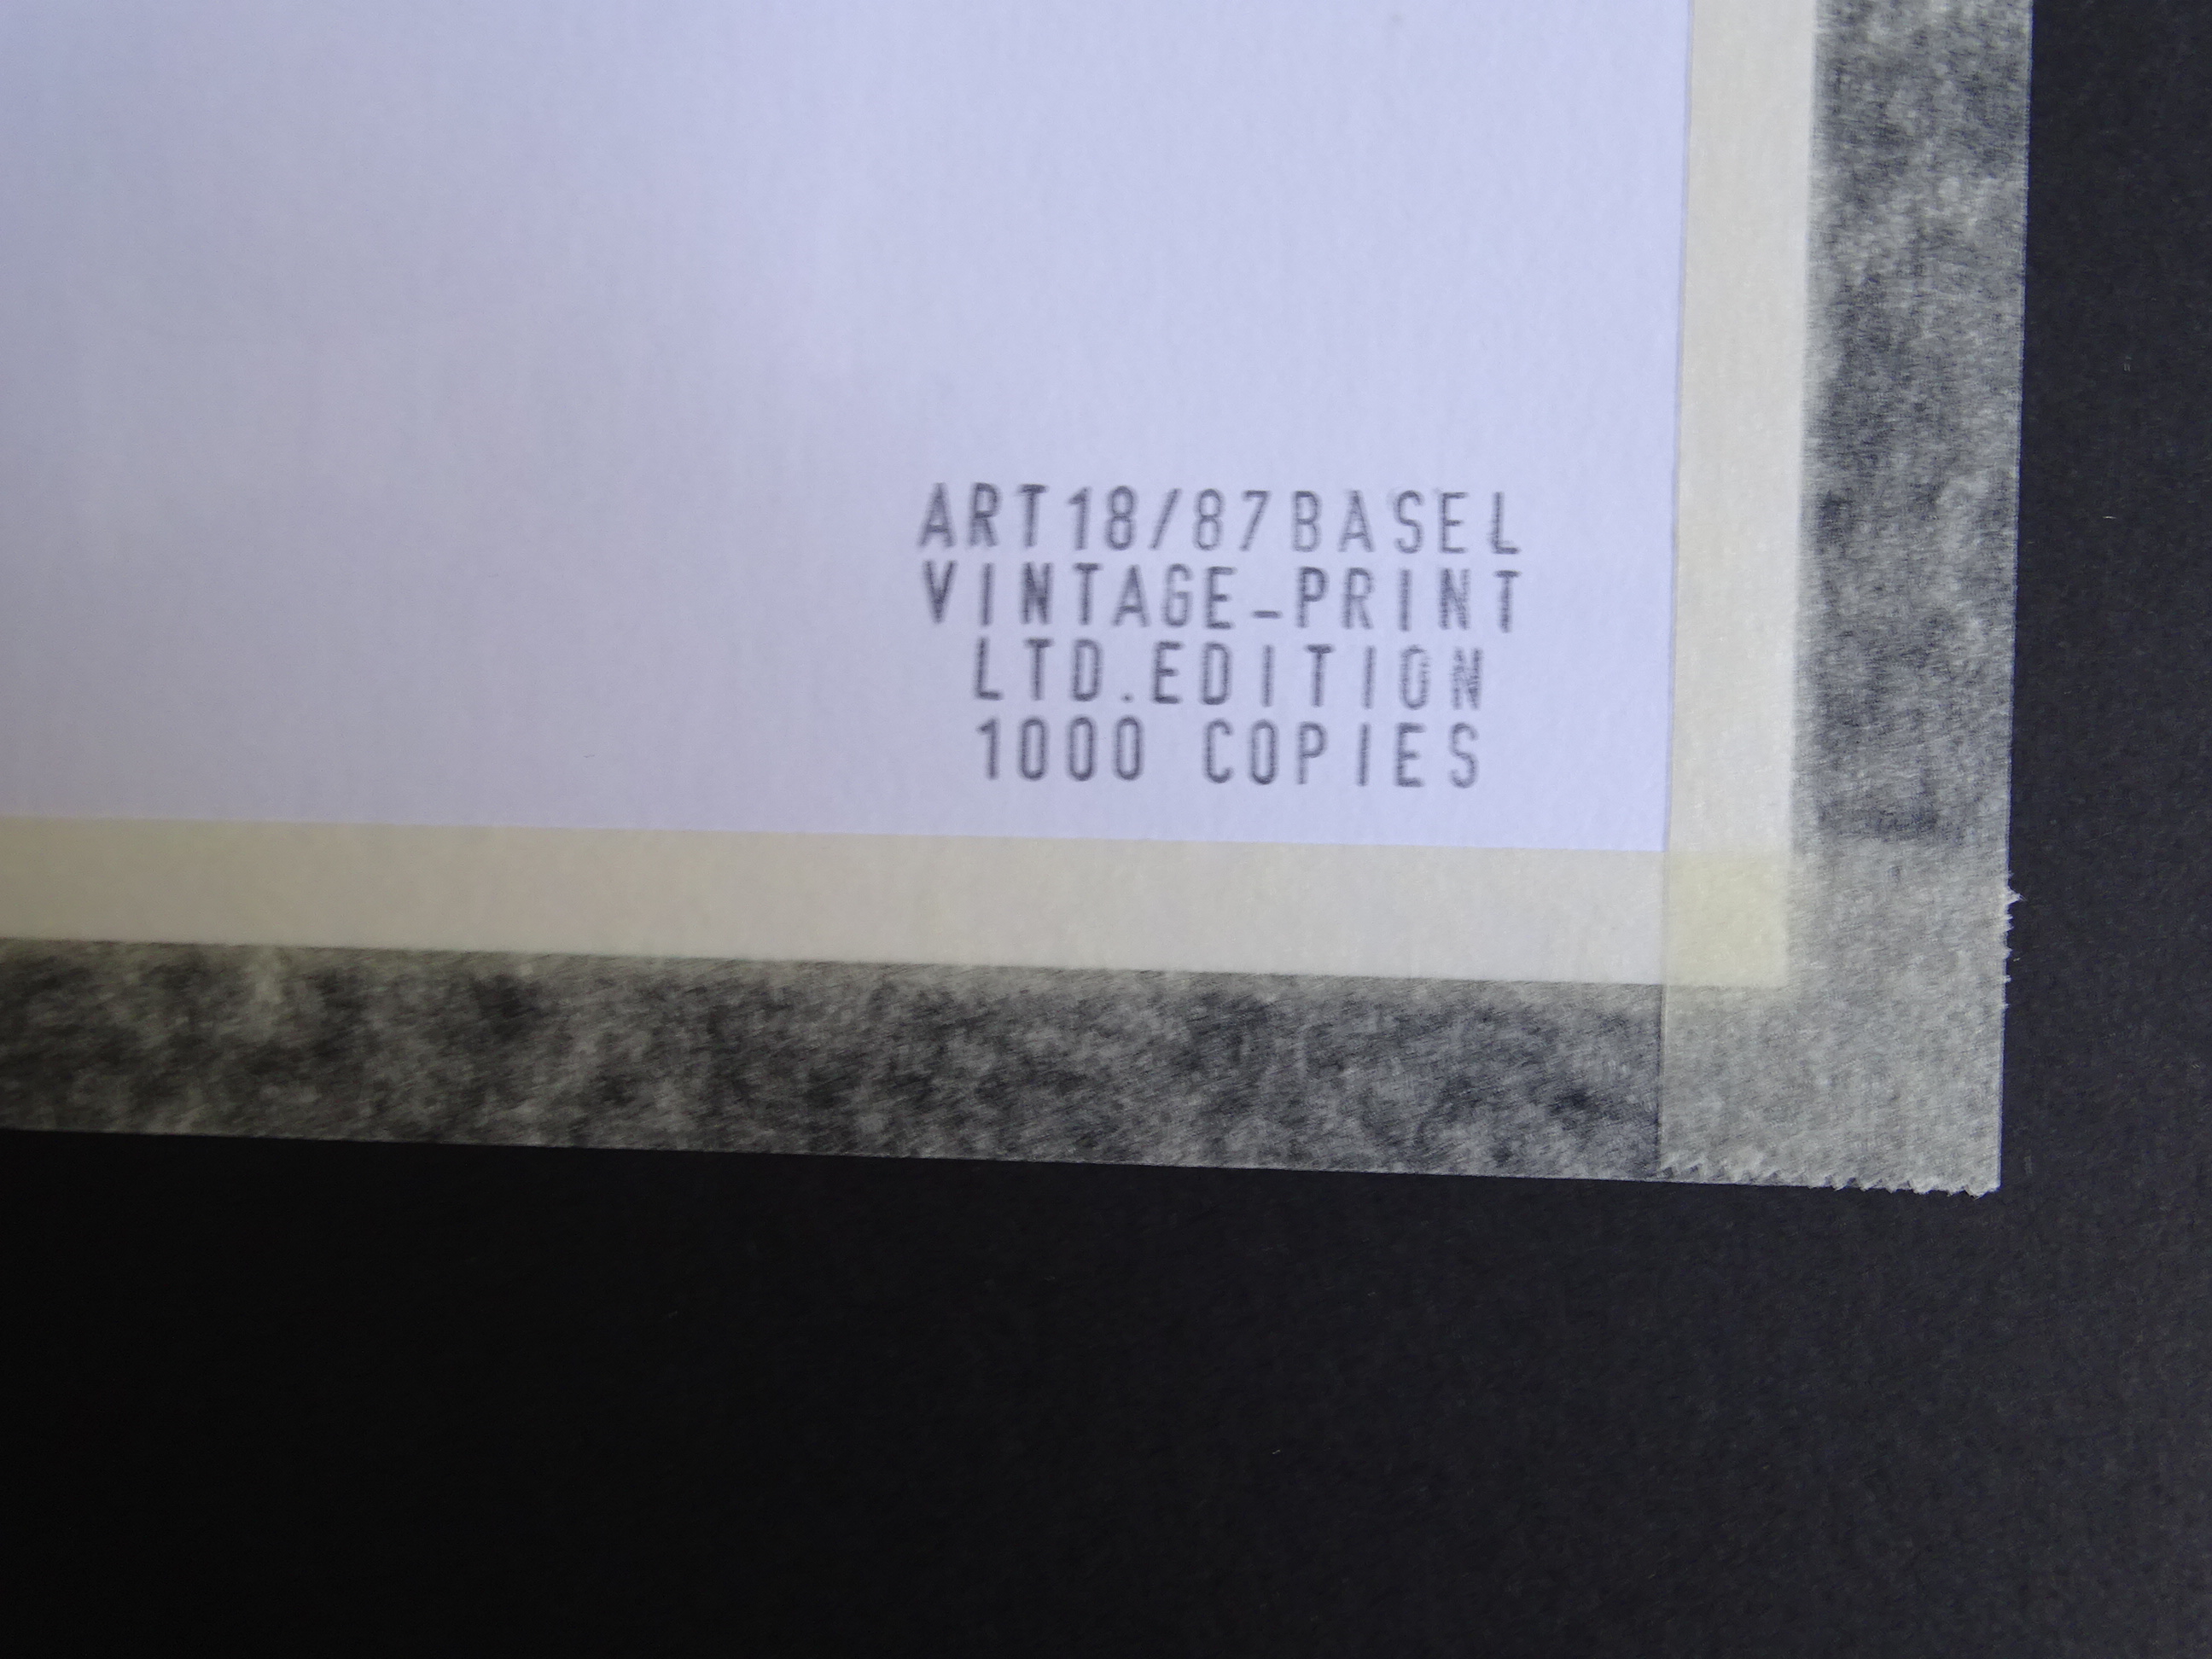 ART18/87BASEL
VINTAGE-PRINT
LTD.EDITION
1000 COPIES